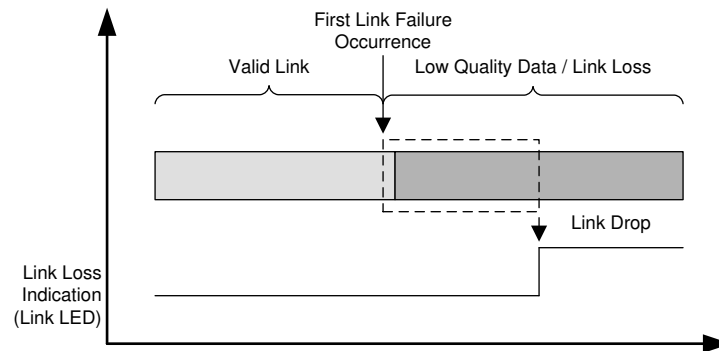 First Link Failure
Occurrence
Valid Link
Low Quality Data / Link Loss
Link Drop
Link Loss
Indication
(Link LED)